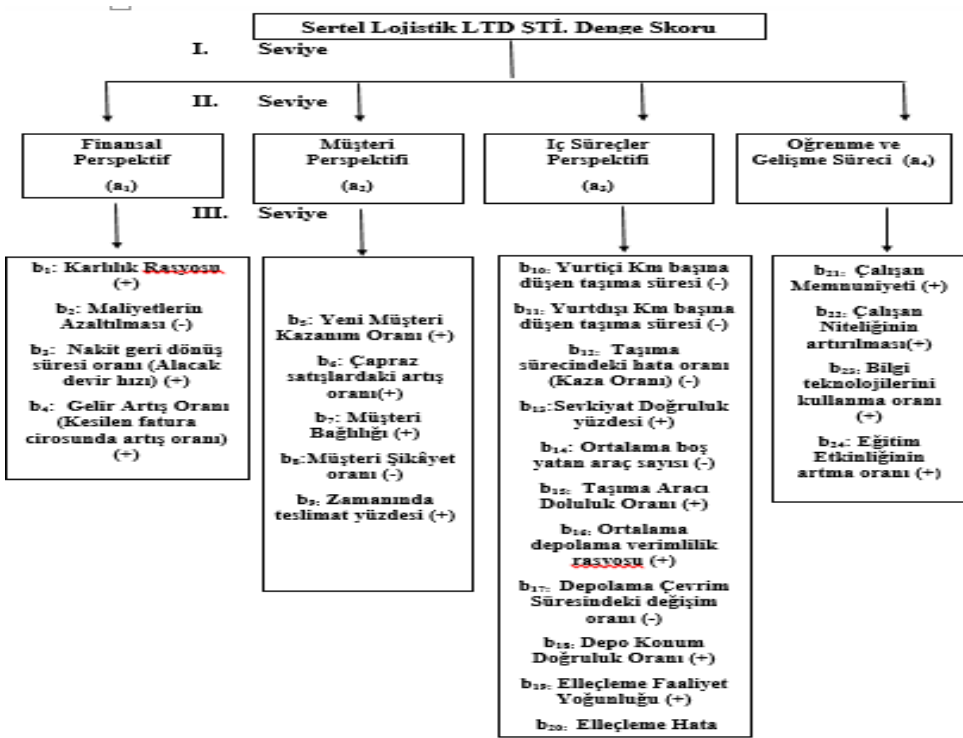 Sertel Lojistik LTD ŞTİ. Denge Skoru
I. Seviye
II. Seviye
Finansal
Perspektif
(a₁)
Müşteri
Perspektifi
(a₂)
Iç Süreçler
Perspektifi
(a₃)
Oğrenme ve
Gelişme Süreci (a₄)
III. Seviye
b₁: Karlılık Rasyosu
(+)
b₂: Maliyetlerin
Azaltılması (-)
b₃: Nakit geri dönüş
süresi oranı (Alacak
devir hızı) (+)
b₄: Gelir Artış Oranı
(Kesilen fatura
cirosunda artış oranı)
(+)
b₅: Yeni Müşteri
Kazanım Oranı (+)
b₆: Çapraz
satışlardaki artış
oranı(+)
b₇: Müşteri
Bağlılığı (+)
b₈:Müşteri Şikâyet
oranı (-)
b₉: Zamanında
teslimat yüzdesi (+)
b₁₀: Yurtiçi Km başına
düşen taşıma süresi (-)
b₁₁: Yurtdışı Km başına
düşen taşıma süresi (-)
b₁₂: Taşıma
sürecindeki hata oranı
(Kaza Oranı) (-)
b₁₃:Sevkiyat Doğruluk
yüzdesi (+)
b₁₄: Ortalama boş
yatan araç sayısı (-)
b₁₅: Taşıma Aracı
Doluluk Oranı (+)
b₁₆: Ortalama
depolama verimlilik
rasyosu (+)
b₁₇: Depolama Çevrim
Süresindeki değişim
oranı (-)
b₁₈: Depo Konum
Doğruluk Oranı (+)
b₁₉: Elleçleme Faaliyet
Yoğunluğu (+)
b₂₀: Elleçleme Hata
b₂₁: Çalışan
Memnuniyeti (+)
b₂₂: Çalışan
Niteliğinin
artırılması(+)
b₂₃: Bilgi
teknolojilerini
kullanma oranı
(+)
b₂₄: Eğitim
Etkinliğinin
artma oranı (+)